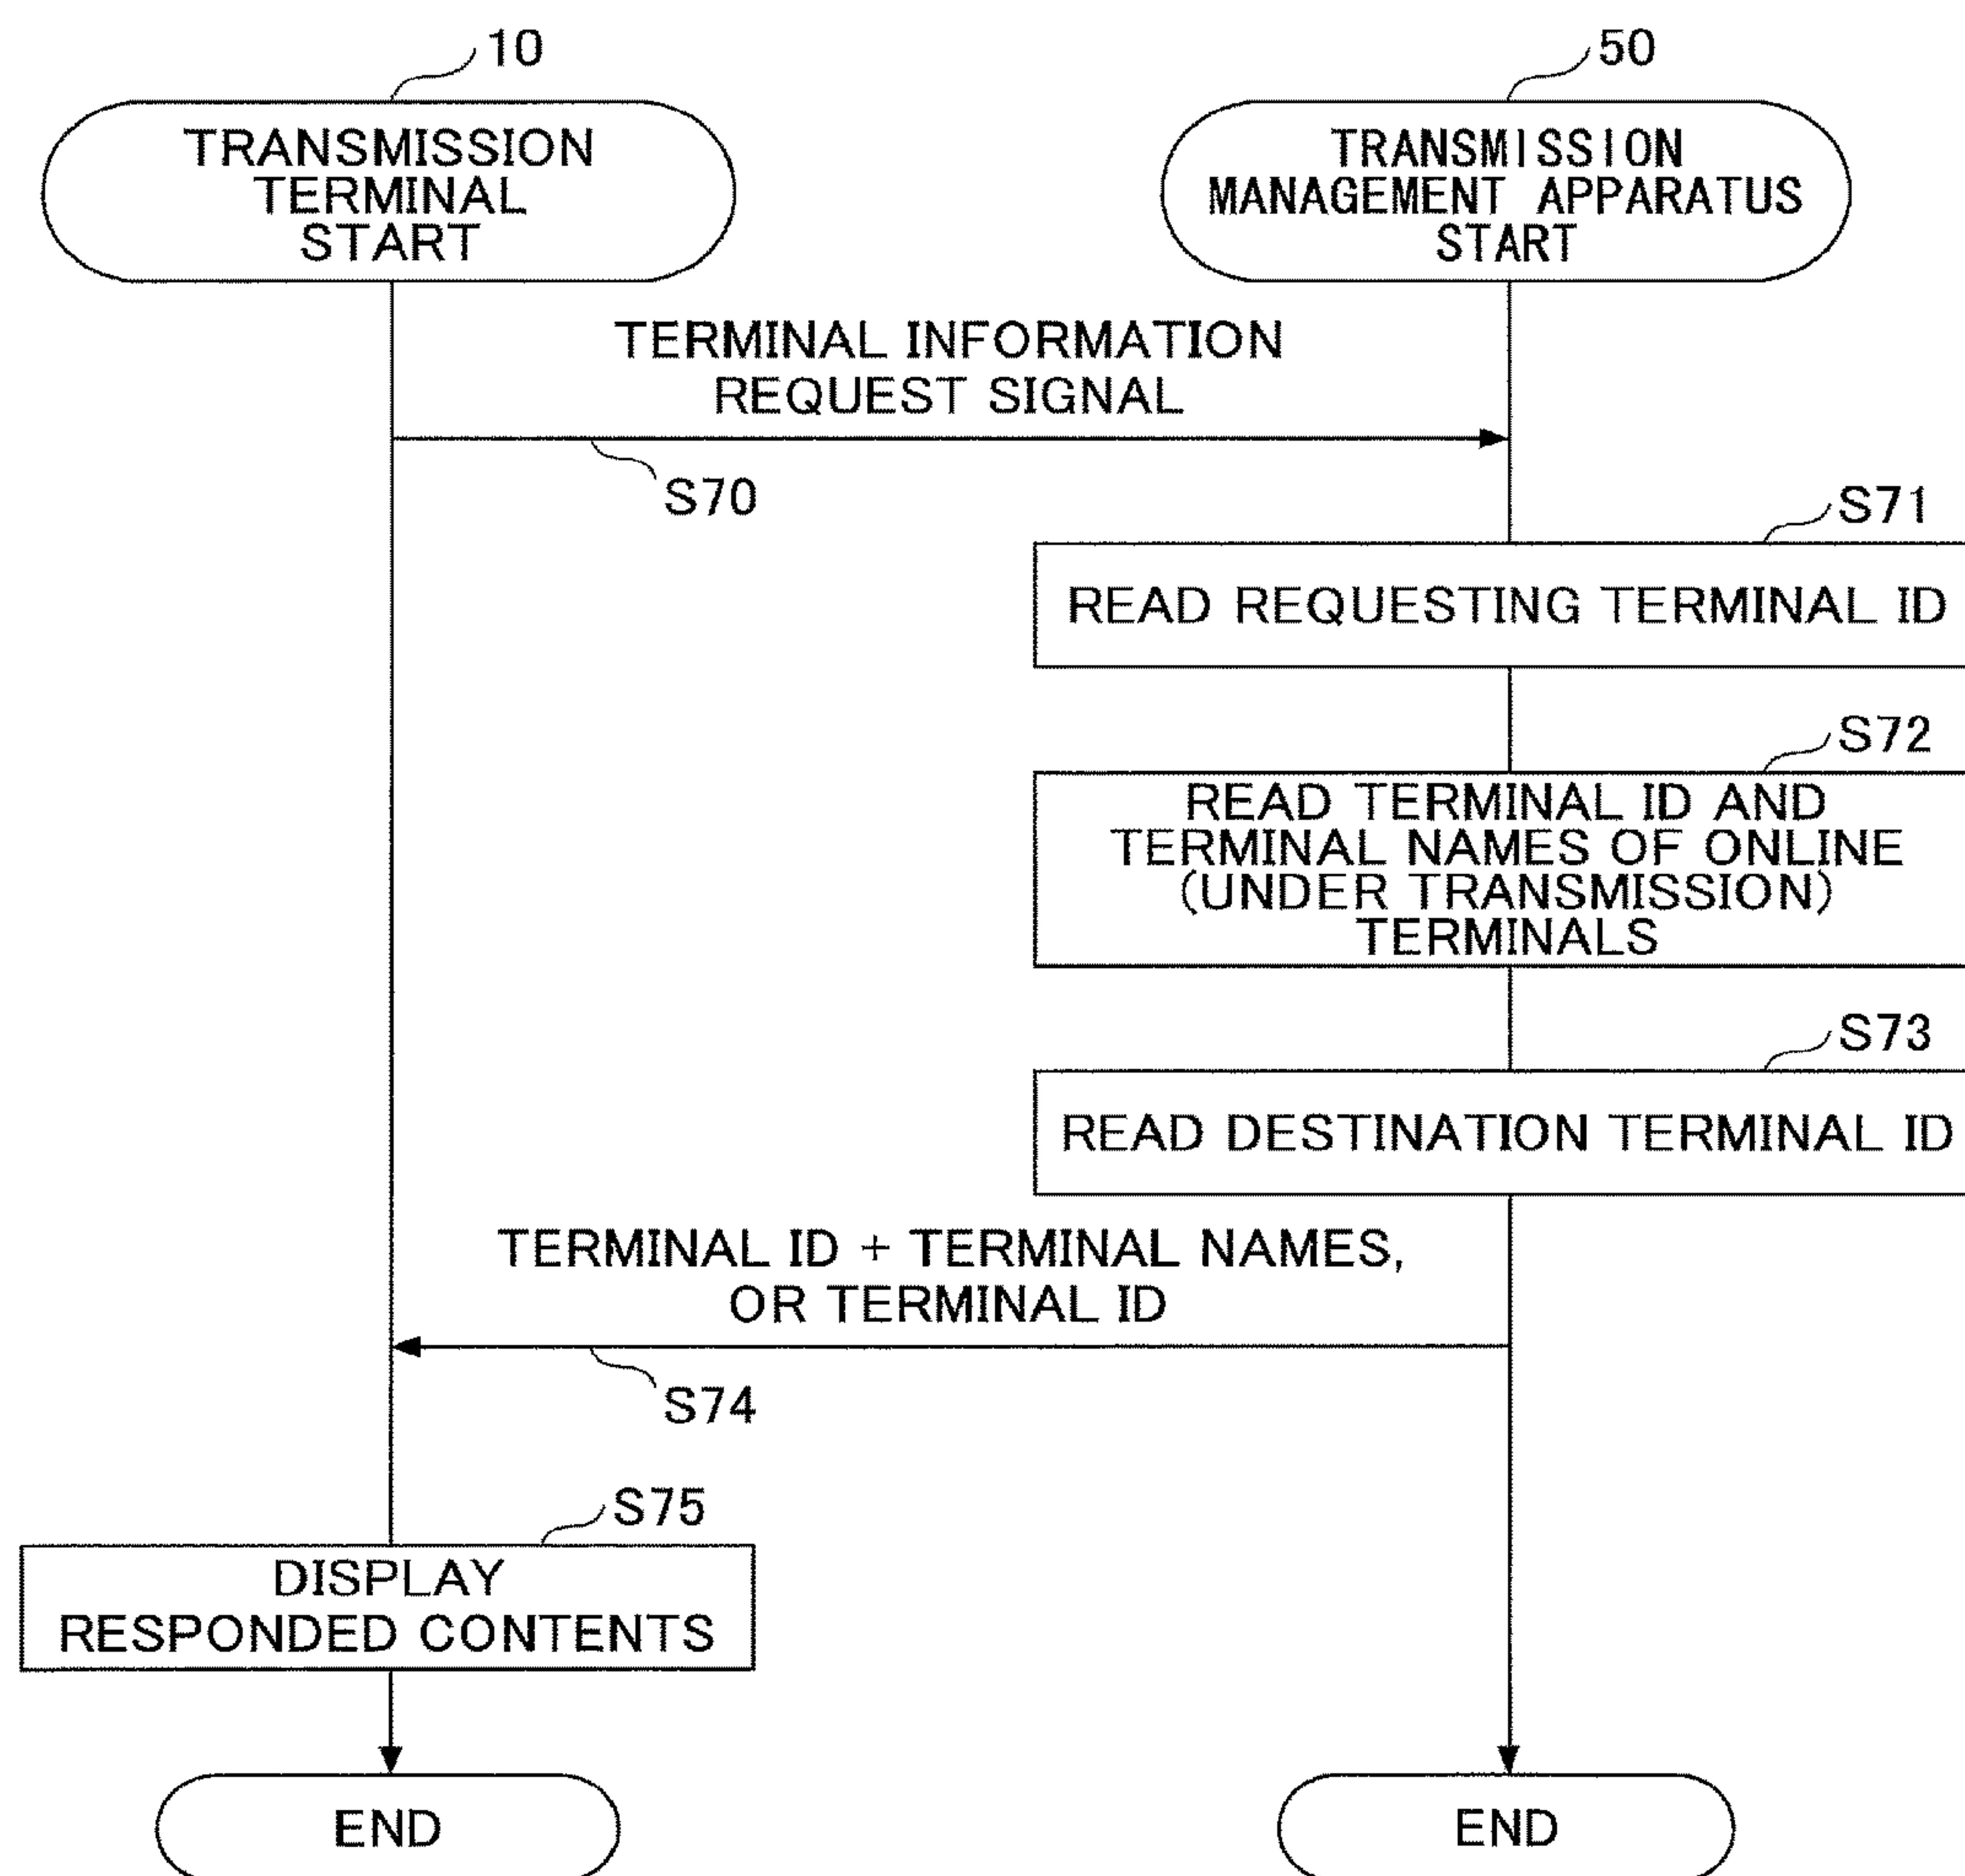 10
50
TRANSMISSION
TERMINAL
START
TRANSMISSION
MANAGEMENT APPARATUS
START
TERMINAL INFORMATION
REQUEST SIGNAL
S70
S71
READ REQUESTING TERMINAL ID
S72
READ TERMINAL ID AND
TERMINAL NAMES OF ONLINE
(UNDER TRANSMISSION)
TERMINALS
S73
READ DESTINATION TERMINAL ID
TERMINAL ID + TERMINAL NAMES,
OR TERMINAL ID
S74
S75
DISPLAY
RESPONDED CONTENTS
END
END